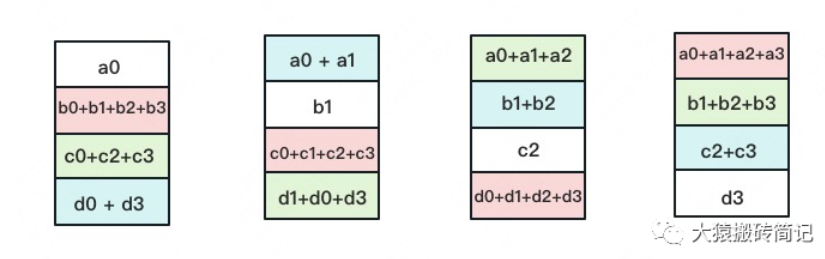 a0
b0+b1+b2+b3
c0+c2+c3
d0 + d3
a0 + a1
b1
c0+c1+c2+c3
d1+d0+d3
a0+a1+a2
b1+b2
c2
d0+d1+d2+d3
a0+a1+a2+a3
b1+b2+b3
c2+c3
d3
大猿搬砖简记